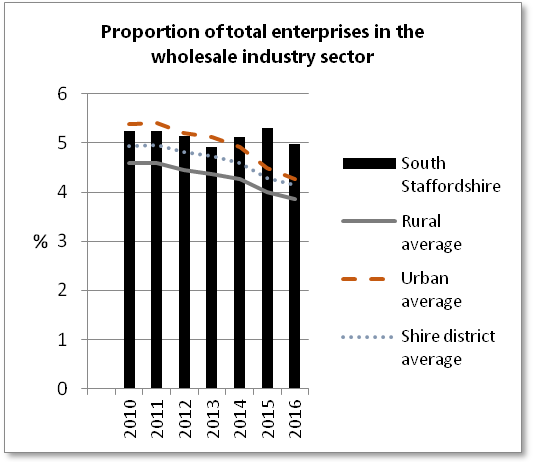 Proportion of total enterprises in the
wholesale industry sector
6
5
4
% 3
2
1
0
2010 2011 2012 2013 2014 2015 2016
South
Staffordshire
Rural
average
Urban
average
Shire district
average